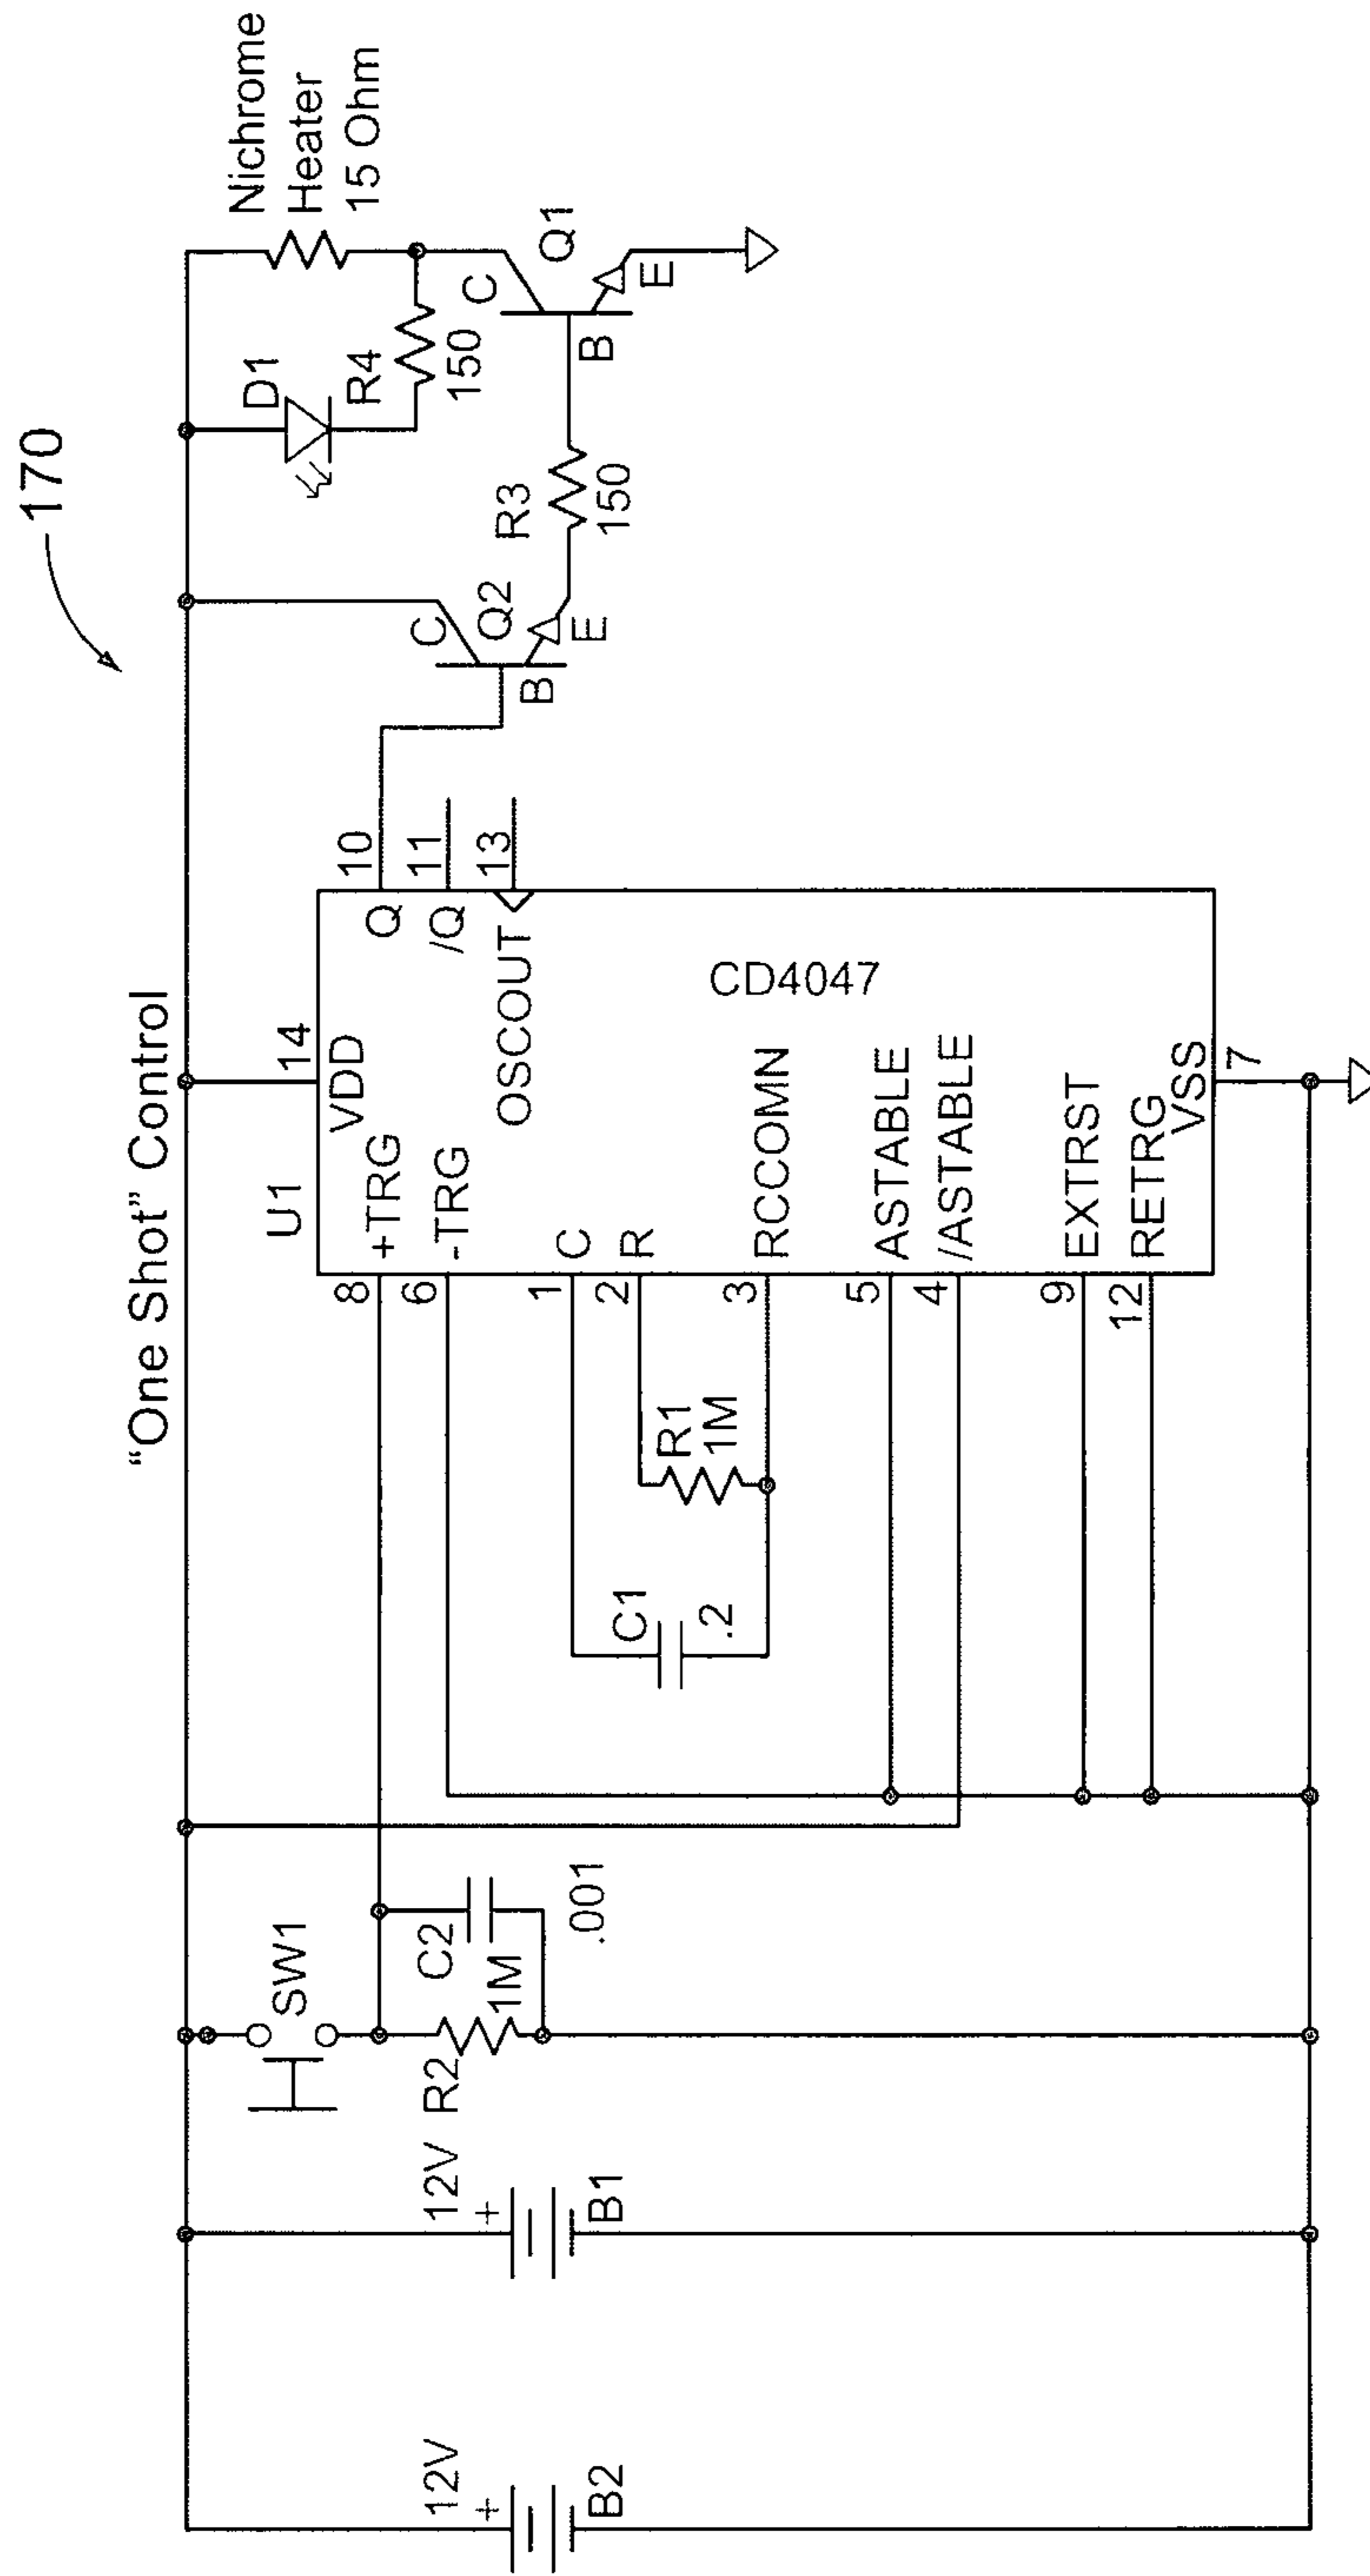 170
“One Shot” Control
12V
+
B2
12V
+
B1
SW1
R2
1M
C2
.001
U1
14
VDD
8
+TRG
6
-TRG
1
C
2
R
3
RCCOMN
5
ASTABLE
4
/ASTABLE
9
EXTRST
12
RETRG
VSS
7
C1
.2
R1
1M
CD4047
Q
10
/Q
11
OSCOUT
13
C
Q2
B
E
R3
150
D1
R4
150
Nichrome
Heater
15 Ohm
C
Q1
B
E